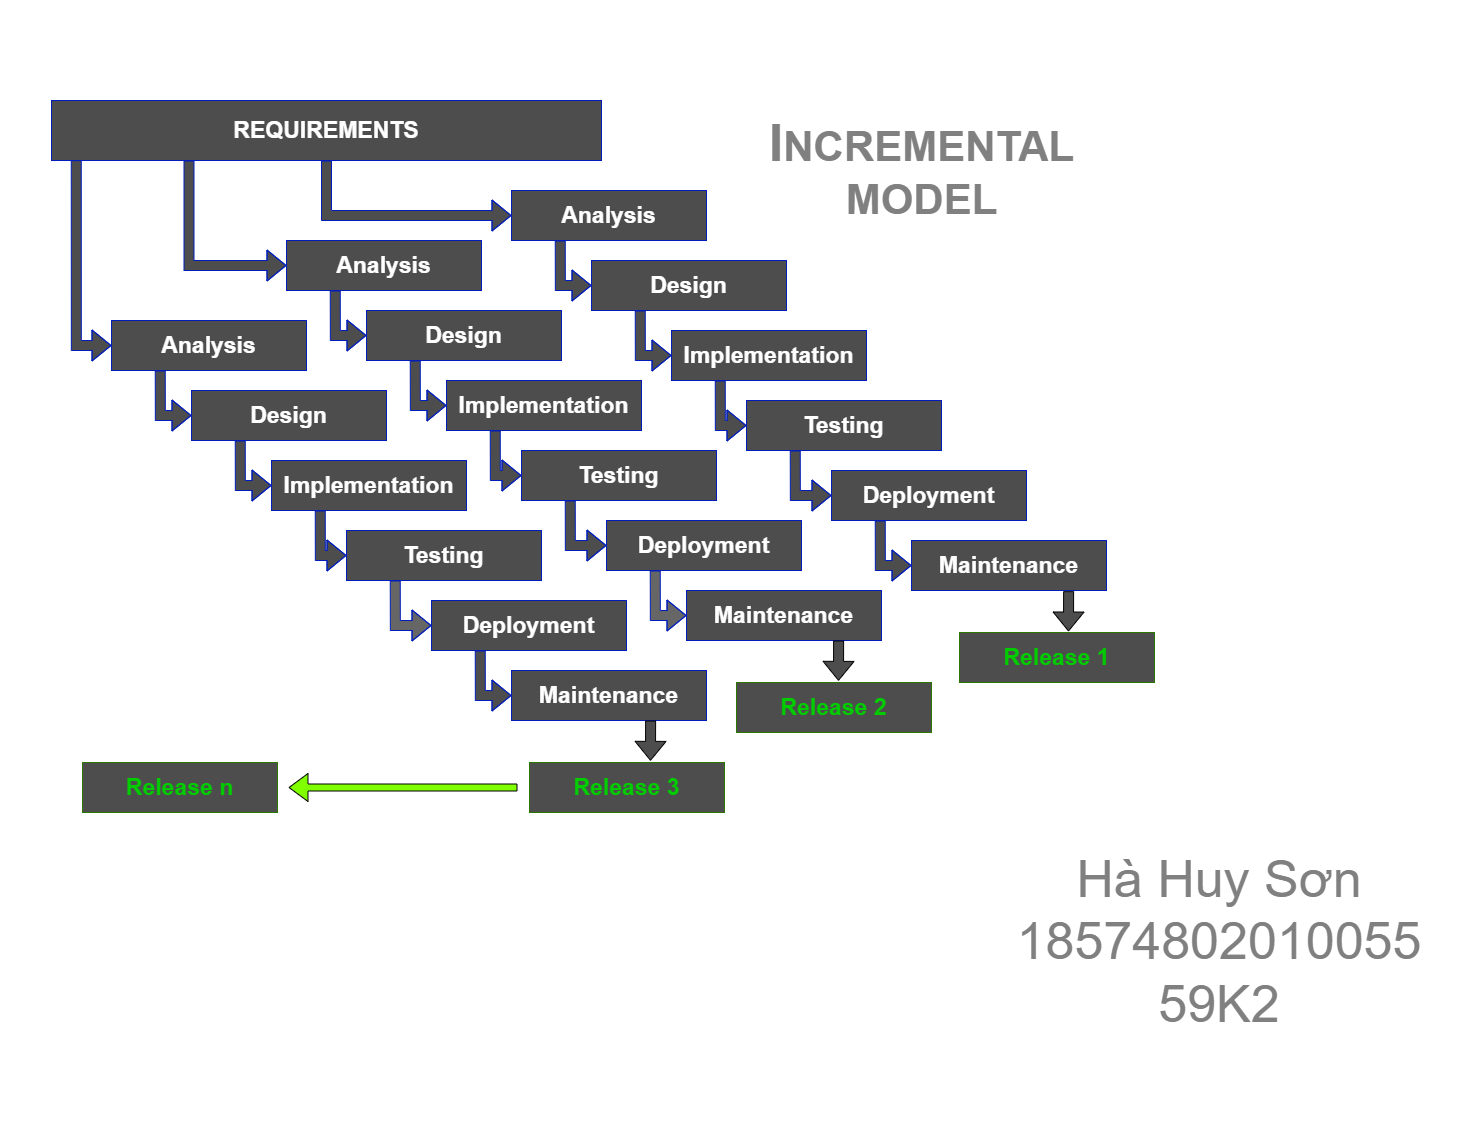 REQUIREMENTS
INCREMENTAL
MODEL
Analysis
Design
Implementation
Testing
Deployment
Maintenance
Release 1
Analysis
Design
Implementation
Testing
Deployment
Maintenance
Release 2
Analysis
Design
Implementation
Testing
Deployment
Maintenance
Release 3
Release n
Hà Huy Sơn
18574802010055
59K2